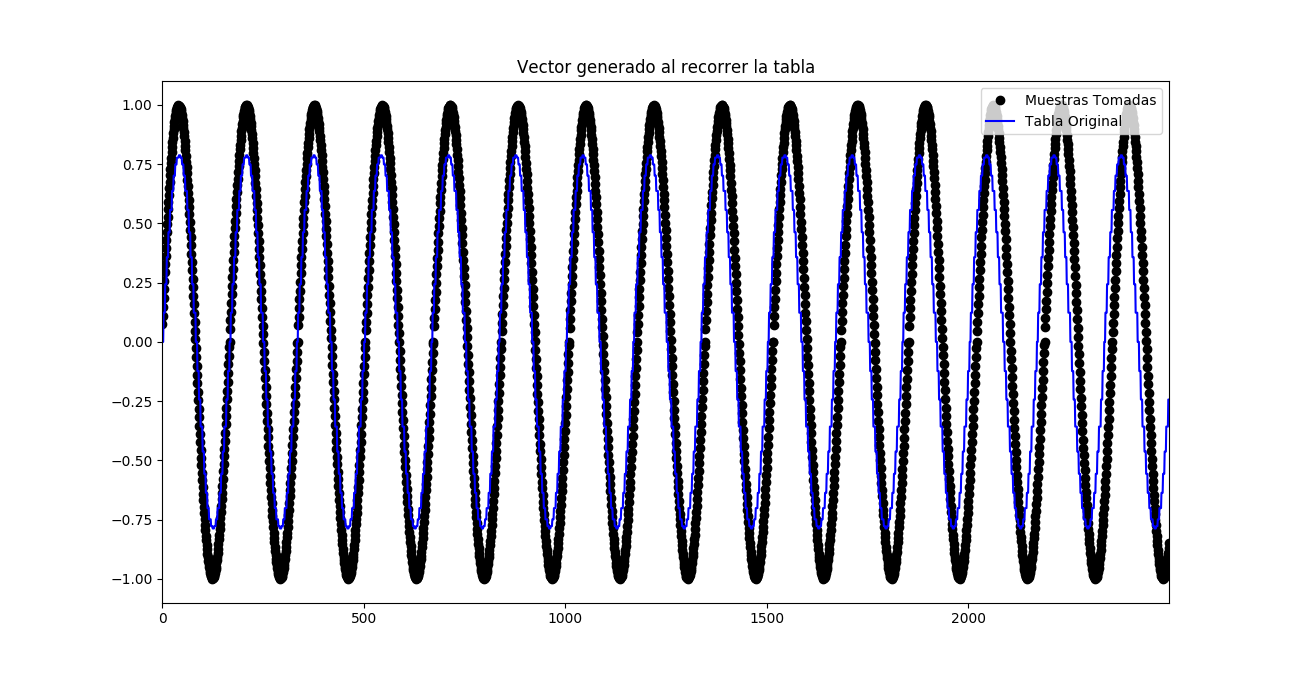 Vector generado al recorrer la tabla
Muestras Tomadas
Tabla Original
1.00
0.75
0.50
0.25
0.00
−0.25
−0.50
−0.75
−1.00
0 500 1000 1500 2000